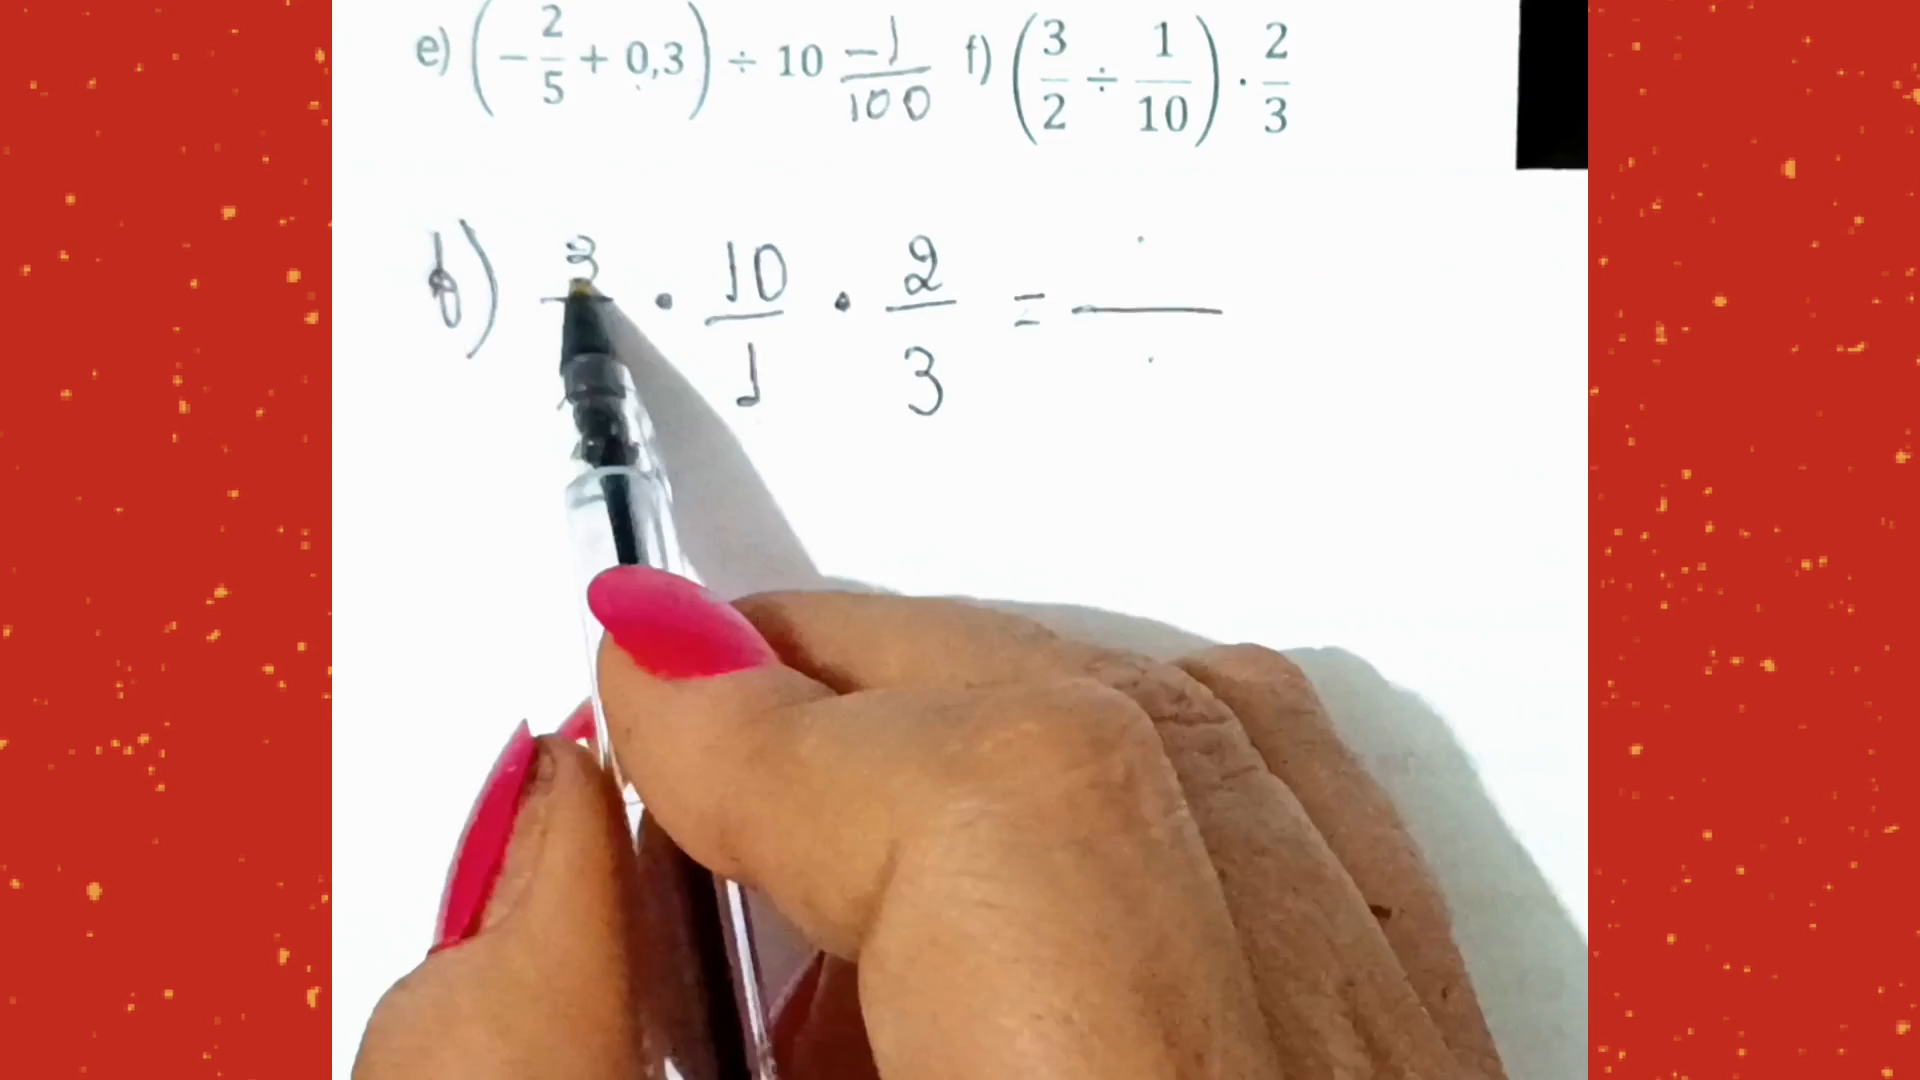 e) (−2/5 + 0,3) ÷ 10 −1/100 f) (3/2 ÷ 1/10) · 2/3
f) 3/ · 10/1 · 2/3 =